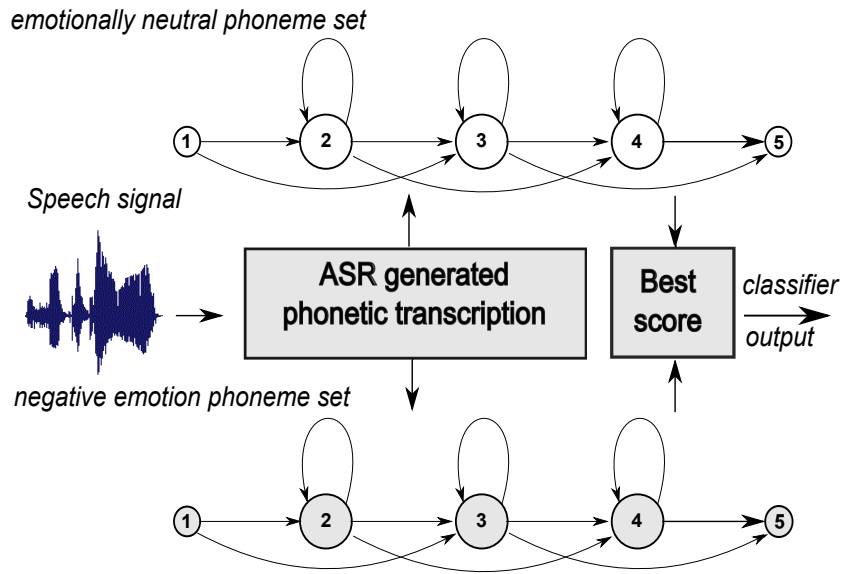 emotionally neutral phoneme set
1 2 3 4 5
Speech signal
ASR generated
phonetic transcription
Best
score
classifier
output
negative emotion phoneme set
1 2 3 4 5